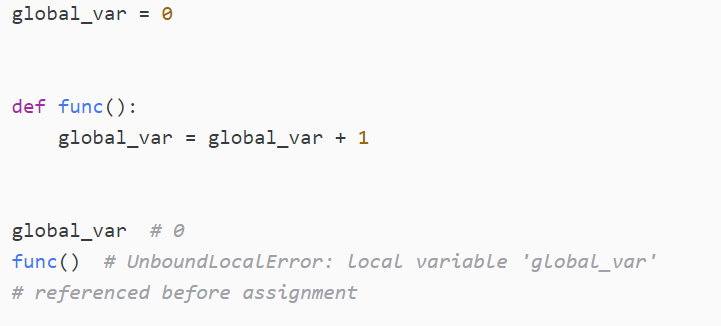 global_var = 0
def func():
    global_var = global_var + 1
global_var  # 0
func()  # UnboundLocalError: local variable 'global_var'
# referenced before assignment